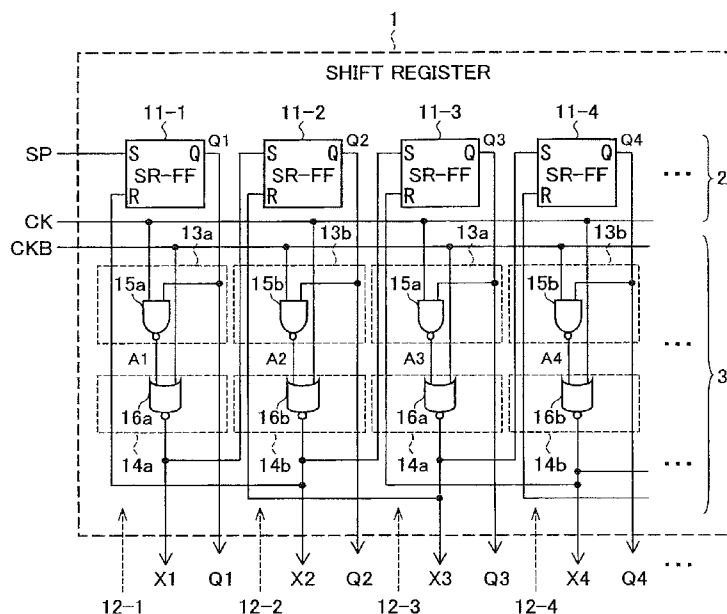 1
SHIFT REGISTER
11-1 11-2 11-3 11-4
Q1 Q2 Q3 Q4
SP S Q S Q S Q S Q ...
SR-FF SR-FF SR-FF SR-FF 2
R R R R
CK
CKB 13a 13b 13a 13b
15a 15b 15a 15b
A1 A2 A3 A4 ...
3
16a 16b 16a 16b
14a 14b 14a 14b ...
X1 Q1 X2 Q2 X3 Q3 X4 Q4 ...
12-1 12-2 12-3 12-4